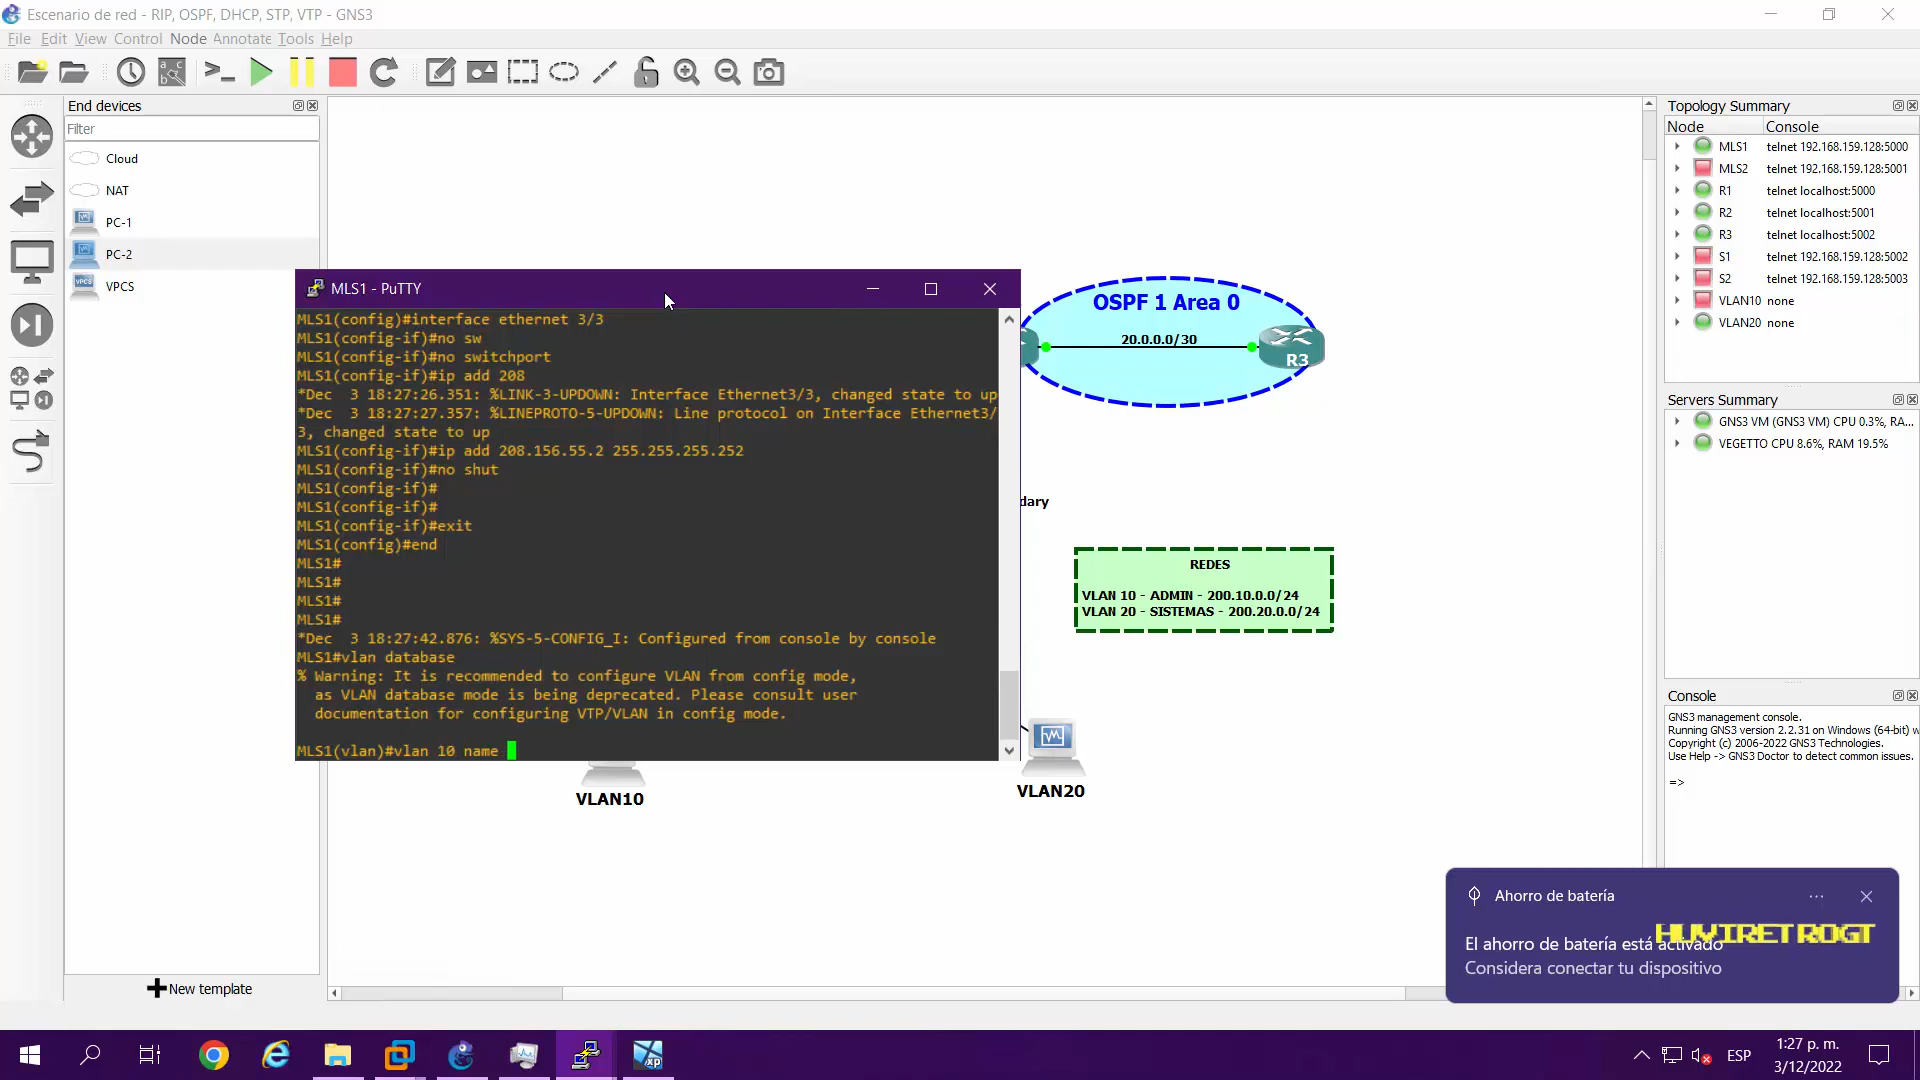 Escenario de red - RIP, OSPF, DHCP, STP, VTP - GNS3
File Edit View Control Node Annotate Tools Help
End devices
Filter
Cloud
NAT
PC-1
PC-2
VPCS
New template
MLS1 - PuTTY
MLS1(config)#interface ethernet 3/3
MLS1(config-if)#no sw
MLS1(config-if)#no switchport
MLS1(config-if)#ip add 208
*Dec  3 18:27:26.351: %LINK-3-UPDOWN: Interface Ethernet3/3, changed state to up
*Dec  3 18:27:27.357: %LINEPROTO-5-UPDOWN: Line protocol on Interface Ethernet3/
3, changed state to up
MLS1(config-if)#ip add 208.156.55.2 255.255.255.252
MLS1(config-if)#no shut
MLS1(config-if)#
MLS1(config-if)#
MLS1(config-if)#exit
MLS1(config)#end
MLS1#
MLS1#
MLS1#
MLS1#
*Dec  3 18:27:42.876: %SYS-5-CONFIG_I: Configured from console by console
MLS1#vlan database
% Warning: It is recommended to configure VLAN from config mode,
as VLAN database mode is being deprecated. Please consult user
documentation for configuring VTP/VLAN in config mode.
MLS1(vlan)#vlan 10 name
OSPF 1 Area 0
20.0.0.0/30
R3
dary
REDES
VLAN 10 - ADMIN - 200.10.0.0/24
VLAN 20 - SISTEMAS - 200.20.0.0/24
VLAN10
VLAN20
Topology Summary
Node Console
MLS1 telnet 192.168.159.128:5000
MLS2 telnet 192.168.159.128:5001
R1 telnet localhost:5000
R2 telnet localhost:5001
R3 telnet localhost:5002
S1 telnet 192.168.159.128:5002
S2 telnet 192.168.159.128:5003
VLAN10 none
VLAN20 none
Servers Summary
GNS3 VM (GNS3 VM) CPU 0.3%, RA...
VEGETTO CPU 8.6%, RAM 19.5%
Console
GNS3 management console.
Running GNS3 version 2.2.31 on Windows (64-bit) w
Copyright (c) 2006-2022 GNS3 Technologies.
Use Help -> GNS3 Doctor to detect common issues.
=>
Ahorro de batería
El ahorro de batería está activado
Considera conectar tu dispositivo
ESP
1:27 p. m.
3/12/2022